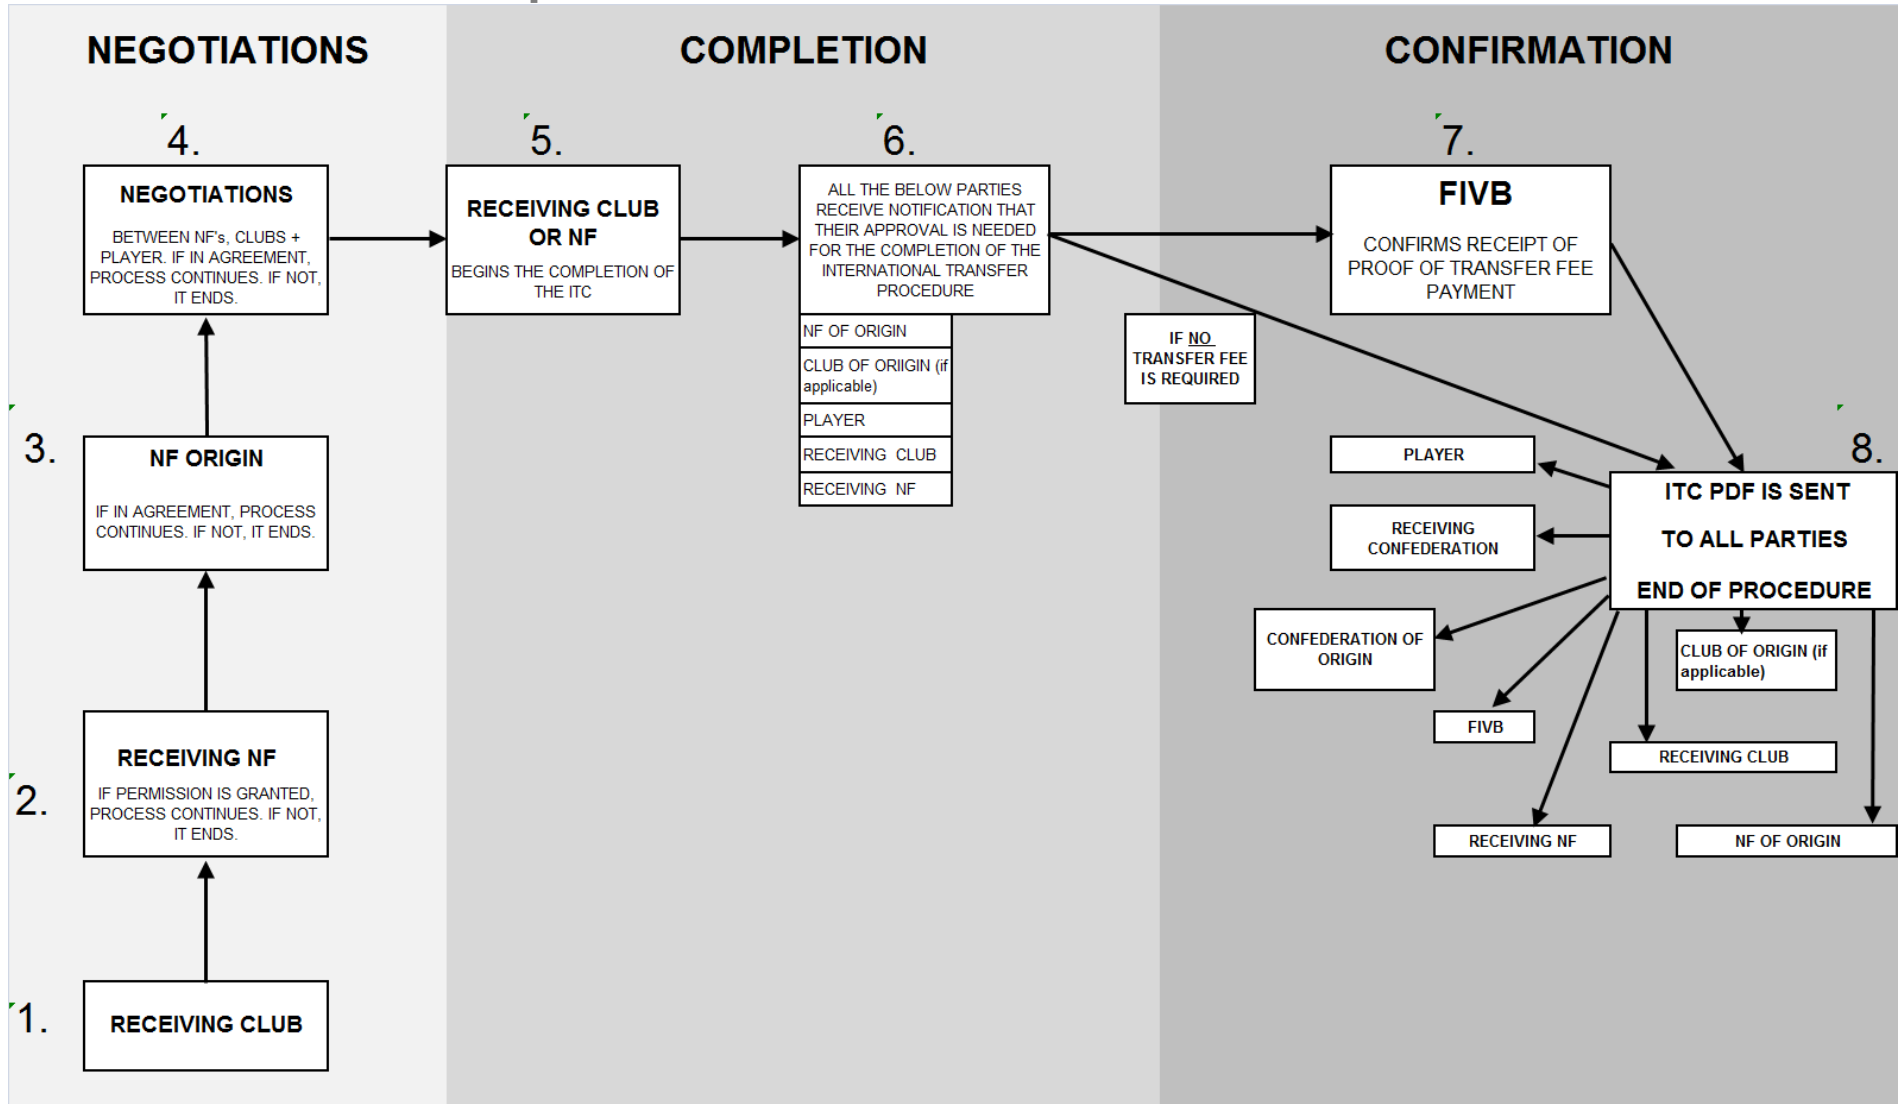 NEGOTIATIONS
COMPLETION
CONFIRMATION
4.
NEGOTIATIONS
BETWEEN NF's, CLUBS +
PLAYER. IF IN AGREEMENT,
PROCESS CONTINUES. IF NOT,
IT ENDS.
3.
NF ORIGIN
IF IN AGREEMENT, PROCESS
CONTINUES. IF NOT, IT ENDS.
2.
RECEIVING NF
IF PERMISSION IS GRANTED,
PROCESS CONTINUES. IF NOT,
IT ENDS.
1.
RECEIVING CLUB
5.
RECEIVING CLUB
OR NF
BEGINS THE COMPLETION OF
THE ITC
6.
ALL THE BELOW PARTIES
RECEIVE NOTIFICATION THAT
THEIR APPROVAL IS NEEDED
FOR THE COMPLETION OF THE
INTERNATIONAL TRANSFER
PROCEDURE
NF OF ORIGIN
CLUB OF ORIIGIN (if
applicable)
PLAYER
RECEIVING CLUB
RECEIVING NF
IF NO
TRANSFER FEE
IS REQUIRED
7.
FIVB
CONFIRMS RECEIPT OF
PROOF OF TRANSFER FEE
PAYMENT
8.
ITC PDF IS SENT
TO ALL PARTIES
END OF PROCEDURE
PLAYER
RECEIVING
CONFEDERATION
CONFEDERATION OF
ORIGIN
FIVB
RECEIVING NF
CLUB OF ORIGIN (if
applicable)
RECEIVING CLUB
NF OF ORIGIN